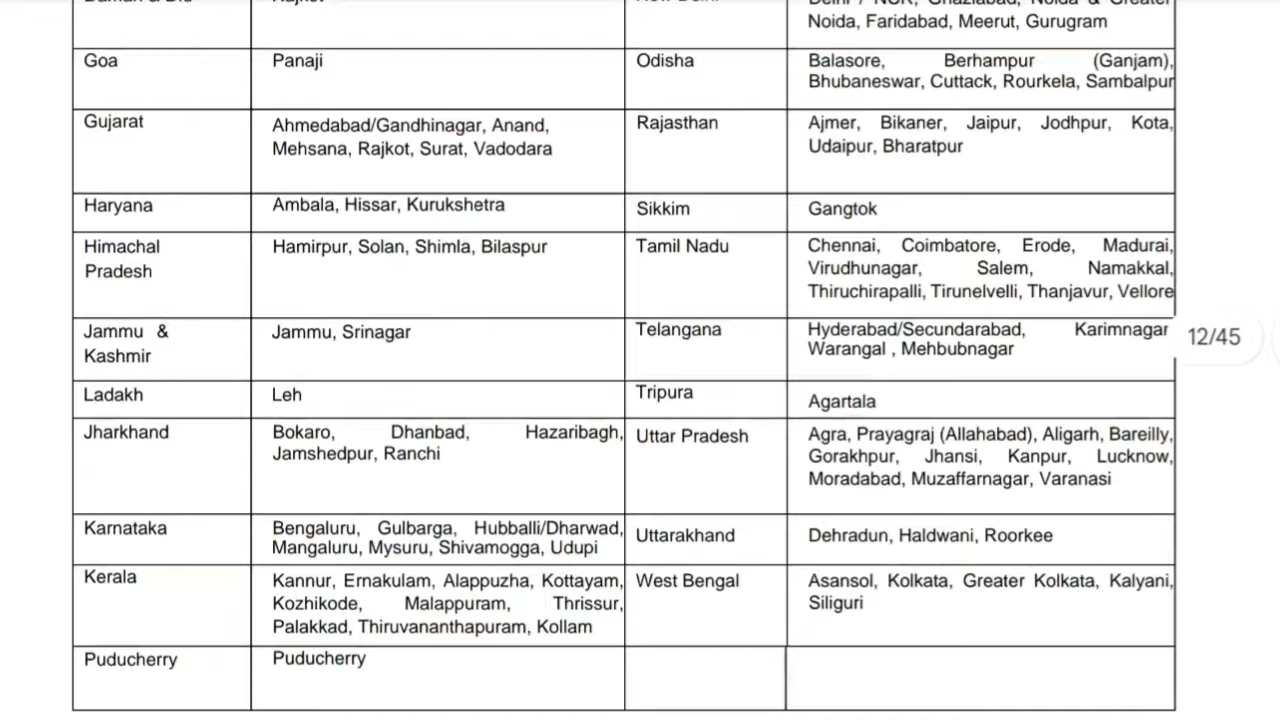 Noida, Faridabad, Meerut, Gurugram
Goa
Panaji
Odisha
Balasore, Berhampur (Ganjam),
Bhubaneswar, Cuttack, Rourkela, Sambalpur
Gujarat
Ahmedabad/Gandhinagar, Anand,
Mehsana, Rajkot, Surat, Vadodara
Rajasthan
Ajmer, Bikaner, Jaipur, Jodhpur, Kota,
Udaipur, Bharatpur
Haryana
Ambala, Hissar, Kurukshetra
Sikkim
Gangtok
Himachal
Pradesh
Hamirpur, Solan, Shimla, Bilaspur
Tamil Nadu
Chennai, Coimbatore, Erode, Madurai,
Virudhunagar, Salem, Namakkal,
Thiruchirapalli, Tirunelvelli, Thanjavur, Vellore
Jammu &
Kashmir
Jammu, Srinagar
Telangana
Hyderabad/Secundarabad, Karimnagar
Warangal , Mehbubnagar
12/45
Ladakh
Leh
Tripura
Agartala
Jharkhand
Bokaro, Dhanbad, Hazaribagh,
Jamshedpur, Ranchi
Uttar Pradesh
Agra, Prayagraj (Allahabad), Aligarh, Bareilly,
Gorakhpur, Jhansi, Kanpur, Lucknow,
Moradabad, Muzaffarnagar, Varanasi
Karnataka
Bengaluru, Gulbarga, Hubballi/Dharwad,
Mangaluru, Mysuru, Shivamogga, Udupi
Uttarakhand
Dehradun, Haldwani, Roorkee
Kerala
Kannur, Ernakulam, Alappuzha, Kottayam,
Kozhikode, Malappuram, Thrissur,
Palakkad, Thiruvananthapuram, Kollam
West Bengal
Asansol, Kolkata, Greater Kolkata, Kalyani,
Siliguri
Puducherry
Puducherry